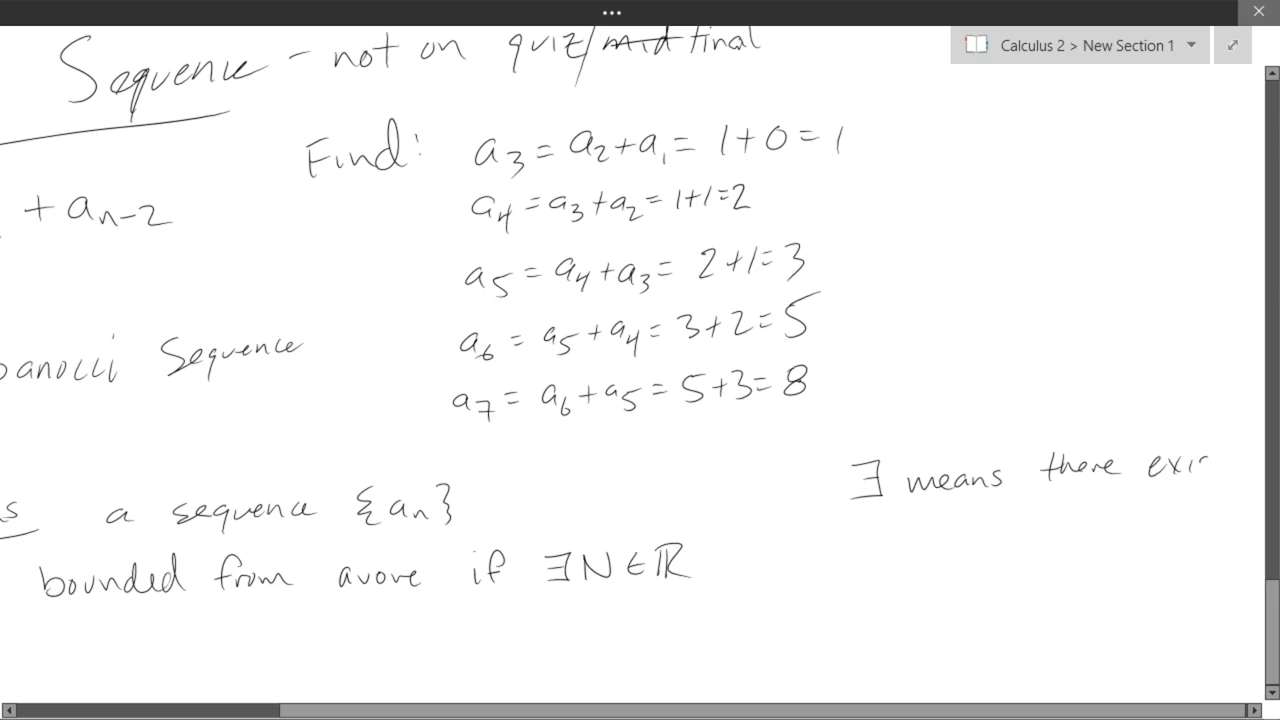 Calculus 2 > New Section 1
Sequence - not on quiz/mid final
Find: a₃ = a₂+a₁ = 1+0=1
+ aₙ₋₂
a₄ = a₃+a₂ = 1+1=2
a₅ = a₄+a₃ = 2+1=3
a₆ = a₅+a₄ = 3+2=5
anocci Sequence
a₇ = a₆+a₅ = 5+3=8
∃ means there exi
s a sequence {aₙ}
bounded from avove if ∃N∈ℝ